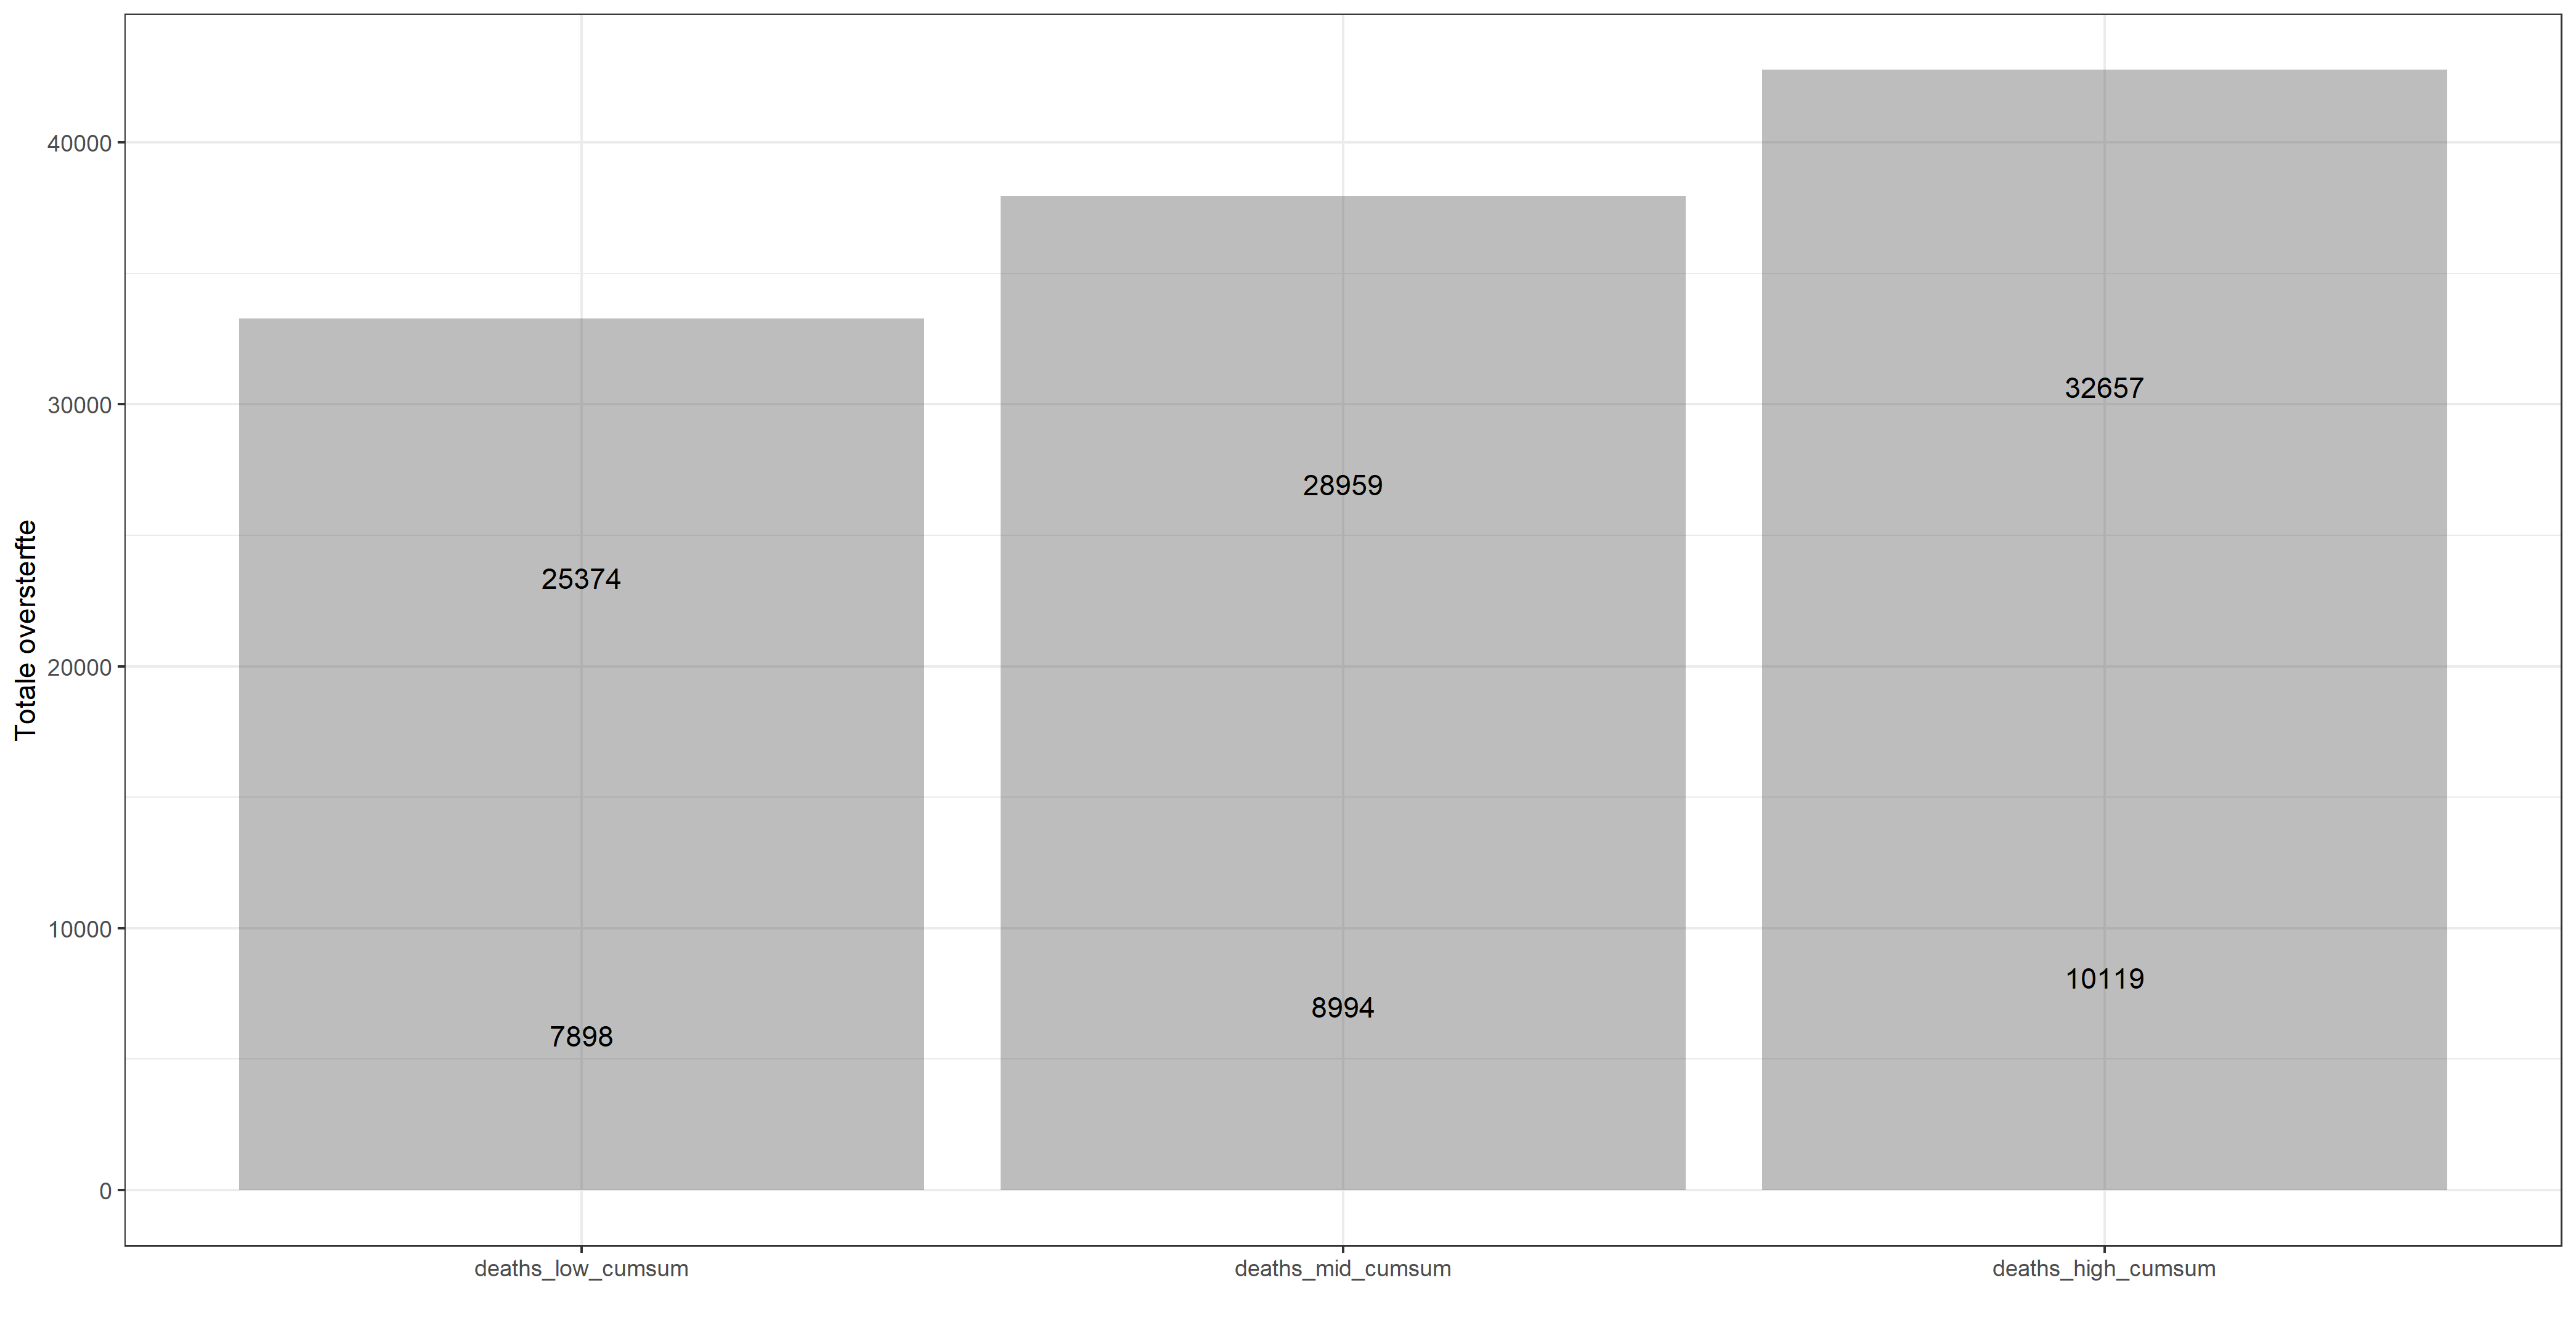 Totale oversterfte
40000
30000
20000
10000
0
32657
28959
25374
10119
8994
7898
deaths_low_cumsum
deaths_mid_cumsum
deaths_high_cumsum